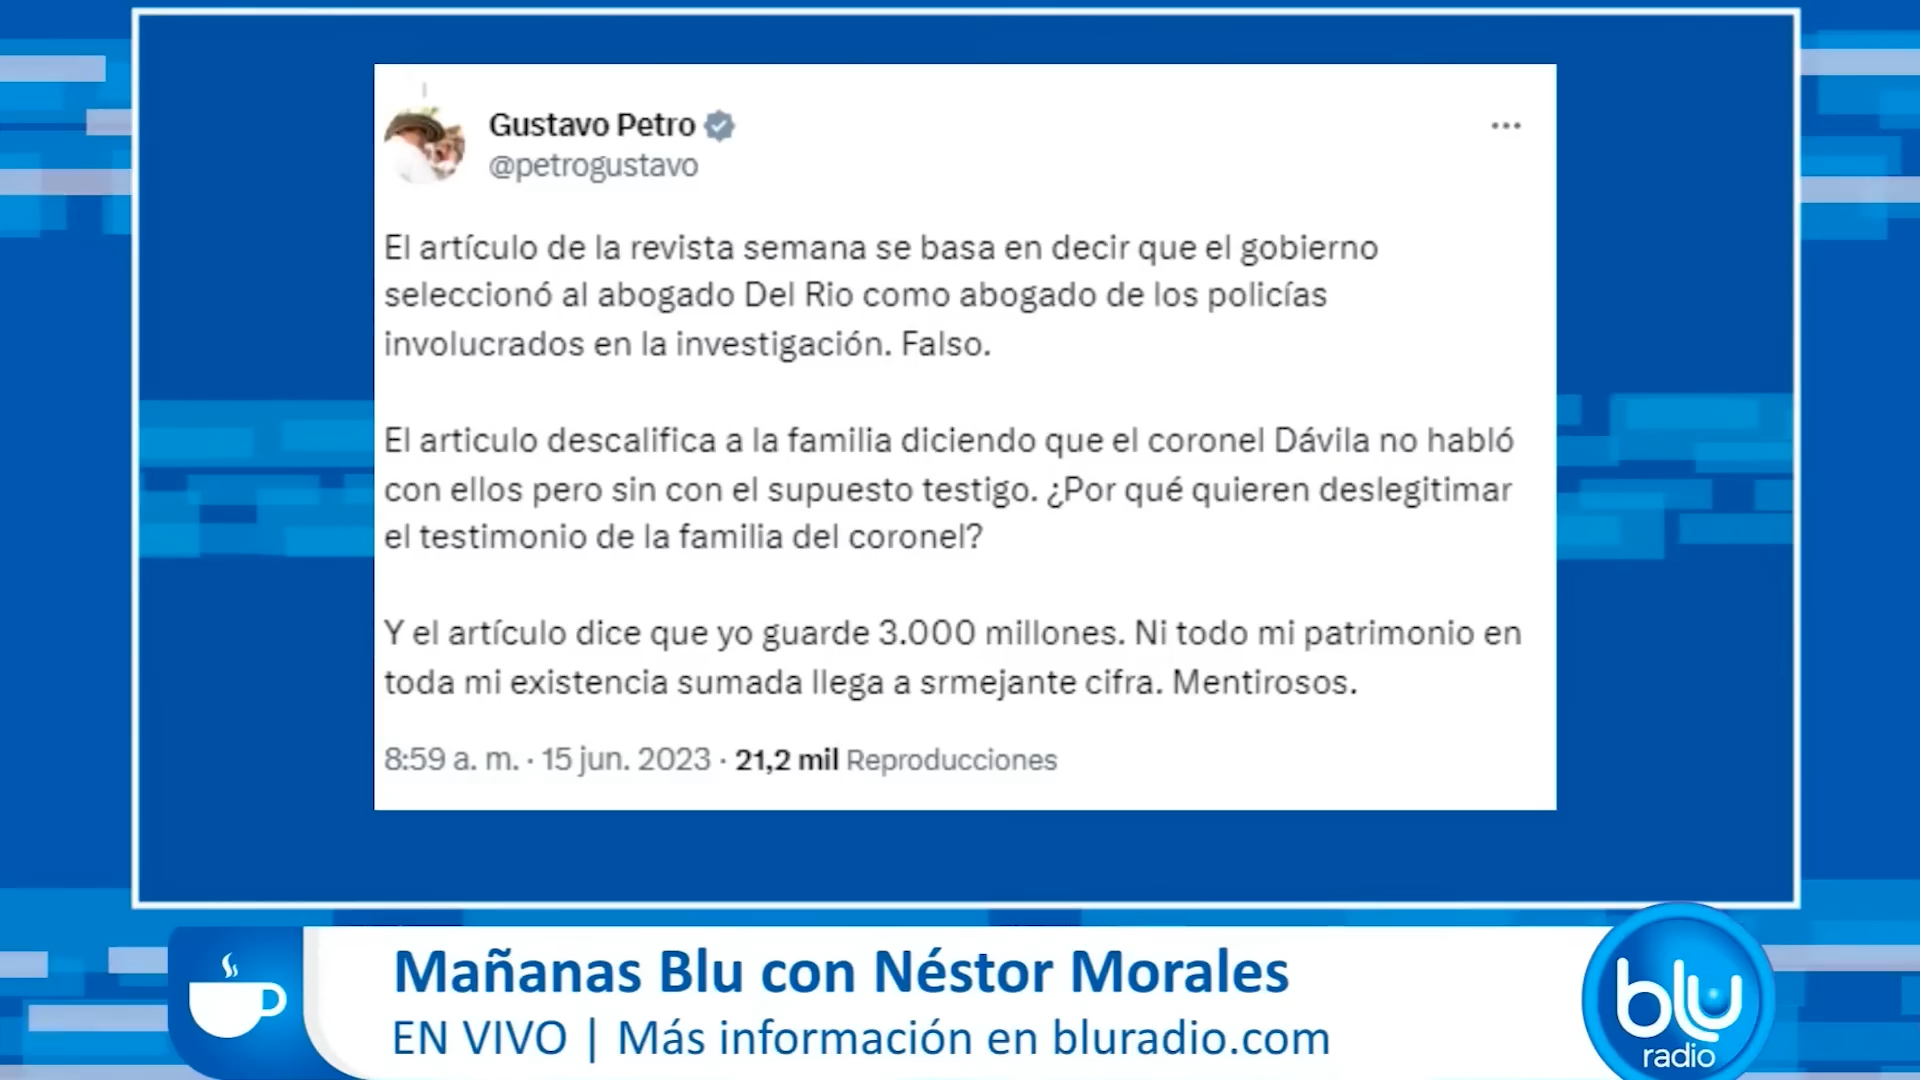 Gustavo Petro
@petrogustavo
El artículo de la revista semana se basa en decir que el gobierno
seleccionó al abogado Del Rio como abogado de los policías
involucrados en la investigación. Falso.
El articulo descalifica a la familia diciendo que el coronel Dávila no habló
con ellos pero sin con el supuesto testigo. ¿Por qué quieren deslegitimar
el testimonio de la familia del coronel?
Y el artículo dice que yo guarde 3.000 millones. Ni todo mi patrimonio en
toda mi existencia sumada llega a srmejante cifra. Mentirosos.
8:59 a. m. · 15 jun. 2023 · 21,2 mil Reproducciones
Mañanas Blu con Néstor Morales
EN VIVO | Más información en bluradio.com
blu
radio